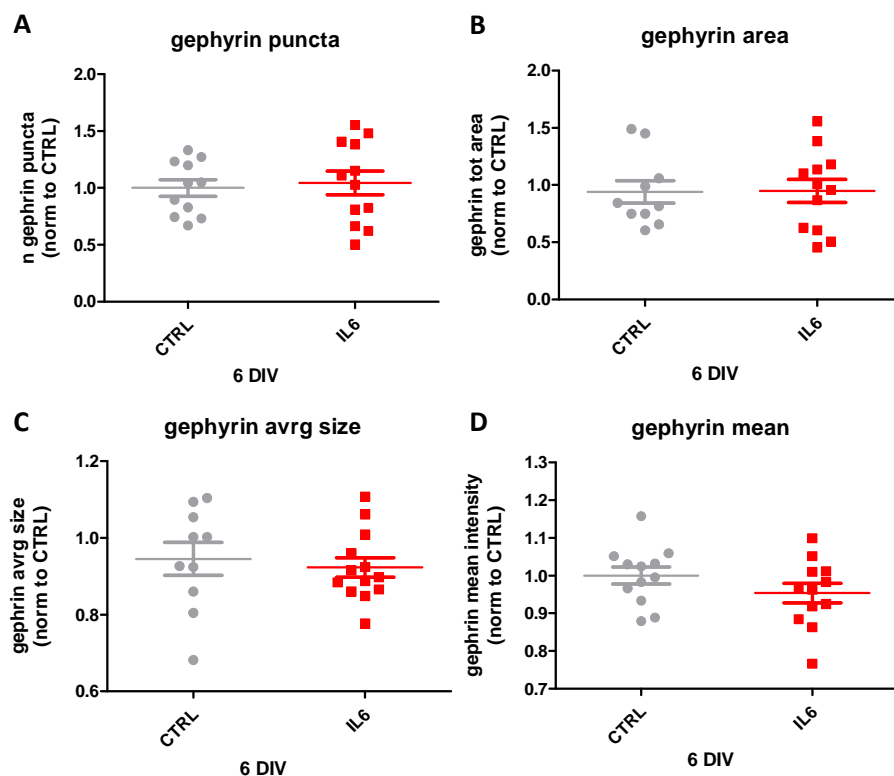 A
gephyrin puncta
n gephrin puncta
(norm to CTRL)
2.0
1.5
1.0
0.5
0.0
CTRL
IL6
6 DIV
B
gephyrin area
gephrin tot area
(norm to CTRL)
2.0
1.5
1.0
0.5
0.0
CTRL
IL6
6 DIV
C
gephyrin avrg size
gephrin avrg size
(norm to CTRL)
1.2
1.0
0.8
0.6
CTRL
IL6
6 DIV
D
gephyrin mean
gephrin mean intensity
(norm to CTRL)
1.3
1.2
1.1
1.0
0.9
0.8
0.7
CTRL
IL6
6 DIV